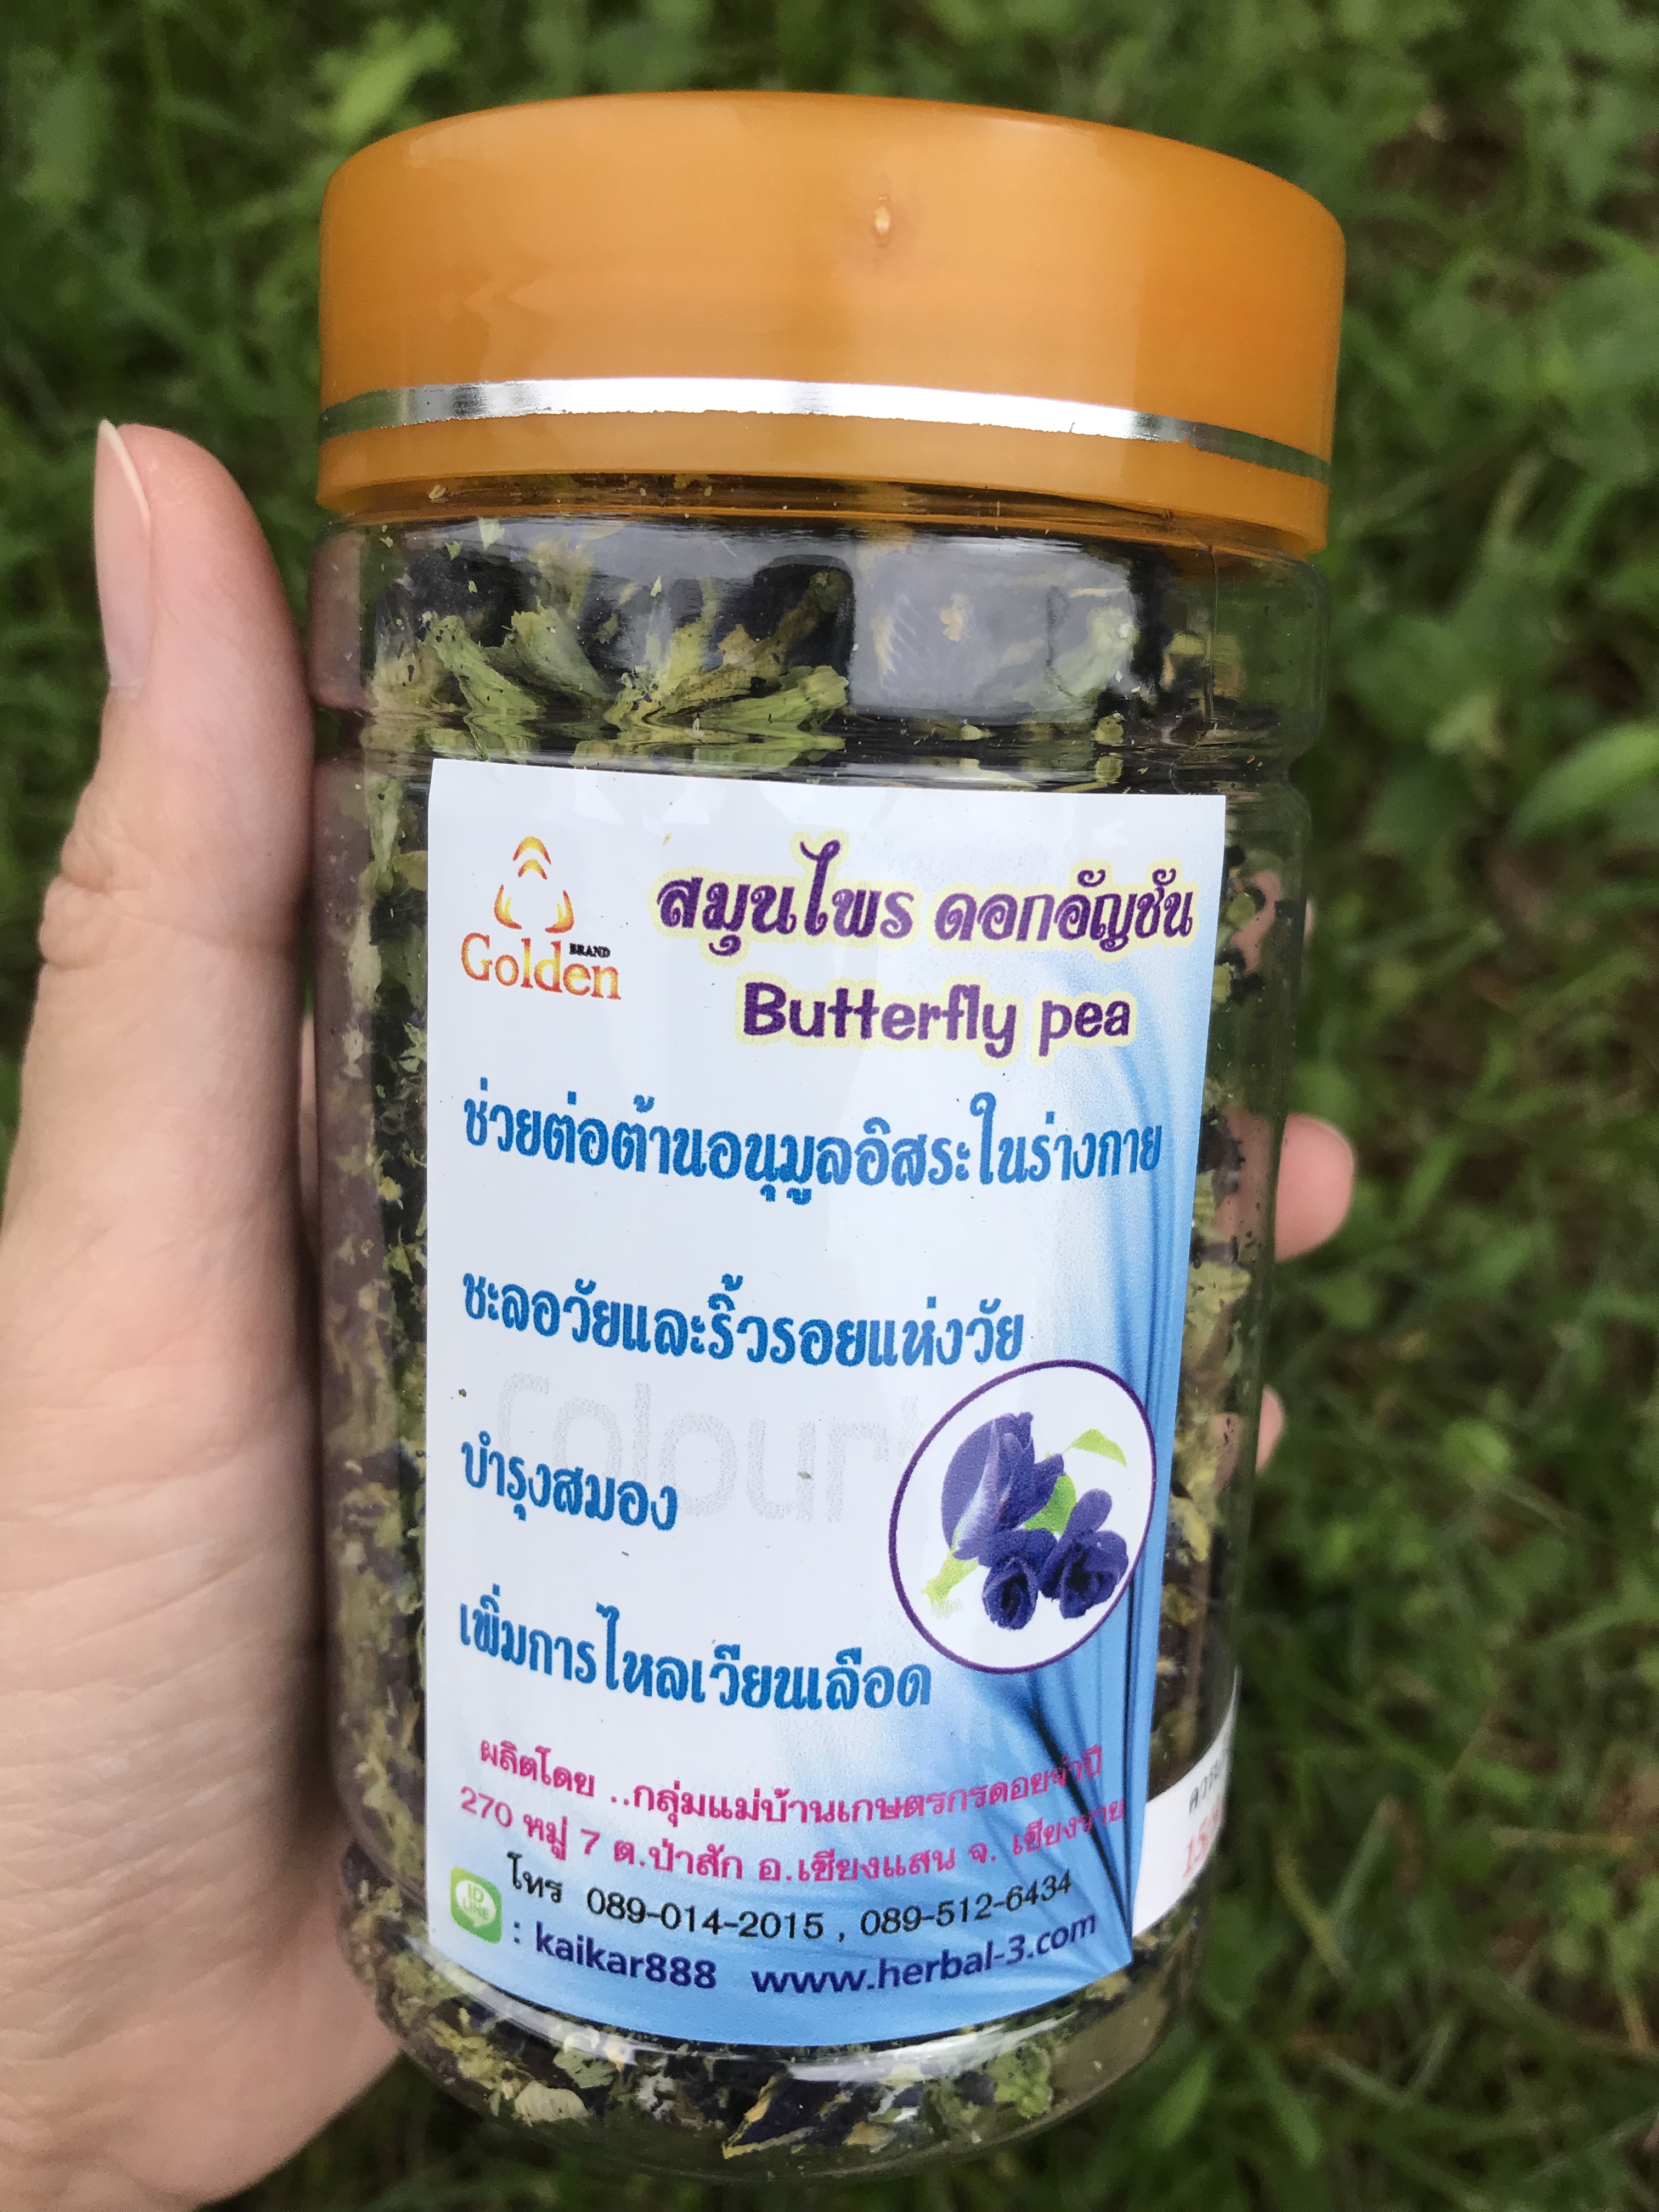 Golden BRAND
สมุนไพร ดอกอัญชัน
Butterfly pea
ช่วยต่อต้านอนุมูลอิสระในร่างกาย
ชะลอวัยและริ้วรอยแห่งวัย
บำรุงสมอง
เพิ่มการไหลเวียนเลือด
ผลิตโดย ..กลุ่มแม่บ้านเกษตรกรดอยจำปี
270 หมู่ 7 ต.ป่าสัก อ.เชียงแสน จ. เชียงราย
โทร 089-014-2015 , 089-512-6434
ID LINE : kaikar888 www.herbal-3.com